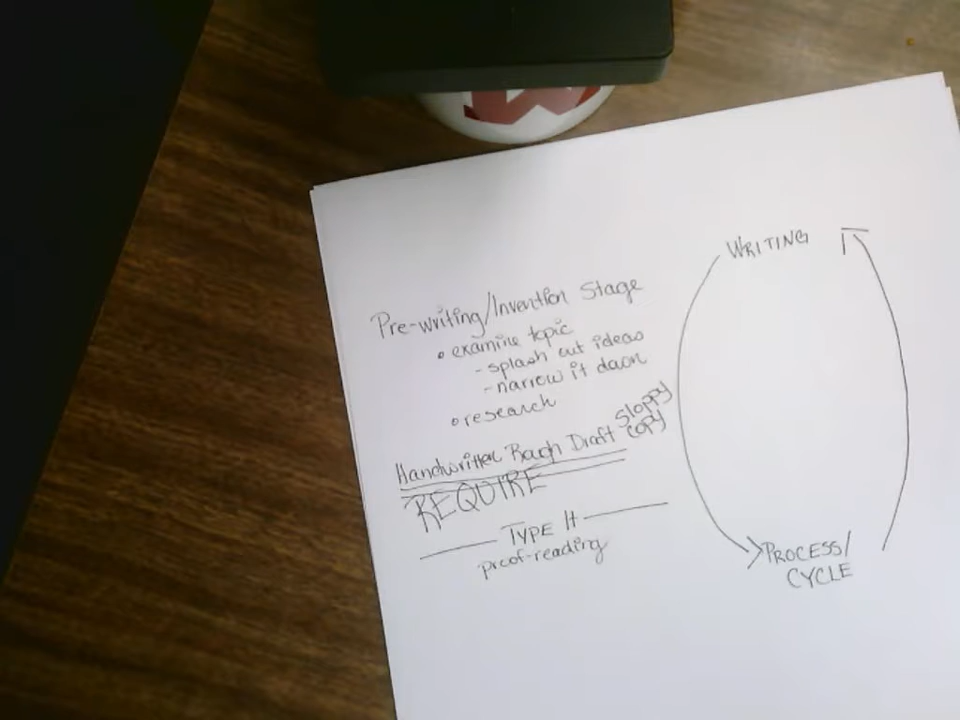 Pre-writing/Invention Stage
• examine topic
- splash out ideas
- narrow it down
• research
Handwritten Rough Draft Sloppy Copy
REQUIRE
TYPE It
proof-reading
WRITING
PROCESS/
CYCLE